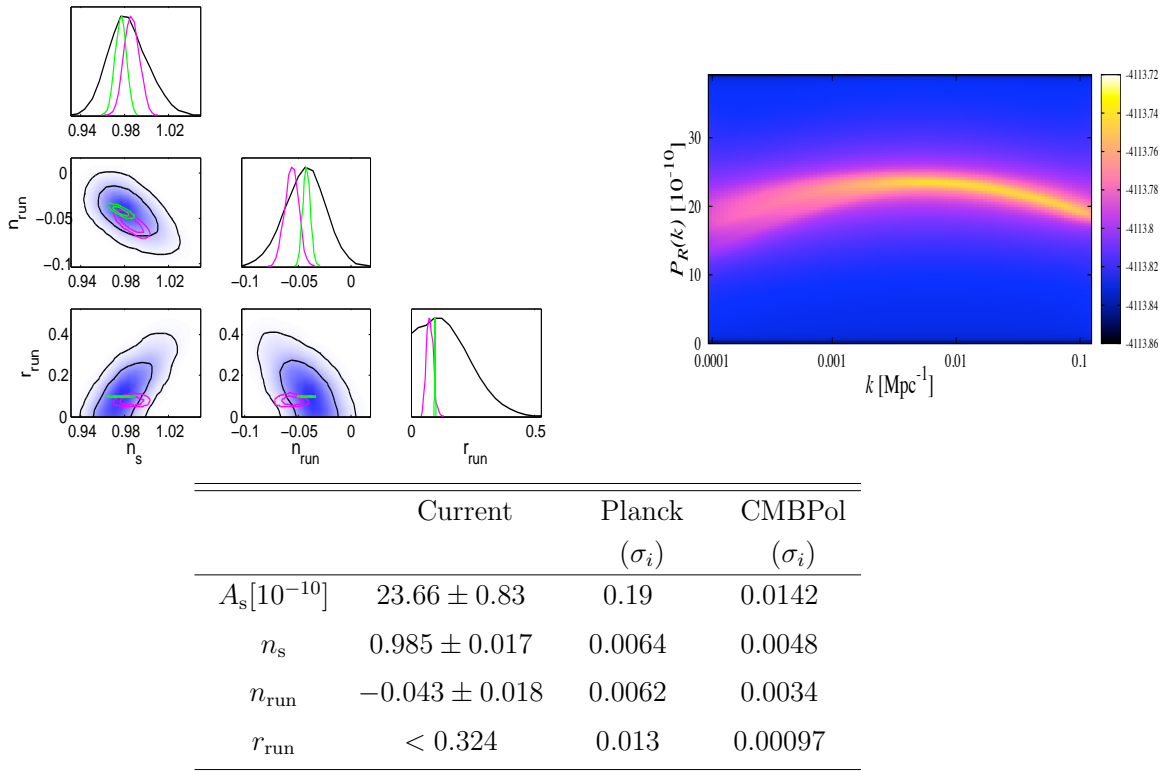 0.94 0.98 1.02
0
−0.05
−0.1
n_run
0.94 0.98 1.02
−0.1 −0.05 0
0.4
0.2
0
r_run
0.94 0.98 1.02
n_s
0.4
0.2
0
−0.1 −0.05 0
n_run
0 0.5
r_run
30
20
10
0
P_R(k) [10^{-10}]
0.0001 0.001 0.01 0.1
k [Mpc^{-1}]
-4113.72
-4113.74
-4113.76
-4113.78
-4113.8
-4113.82
-4113.84
-4113.86
Current Planck CMBPol
(σ_i) (σ_i)
A_s[10^{−10}] 23.66 ± 0.83 0.19 0.0142
n_s 0.985 ± 0.017 0.0064 0.0048
n_run −0.043 ± 0.018 0.0062 0.0034
r_run < 0.324 0.013 0.00097